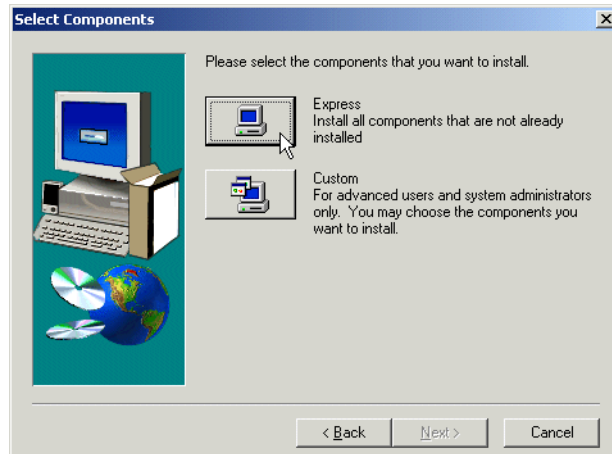 Select Components
Please select the components that you want to install.
Express
Install all components that are not already
installed
Custom
For advanced users and system administrators
only. You may choose the components you
want to install.
< Back
Next >
Cancel